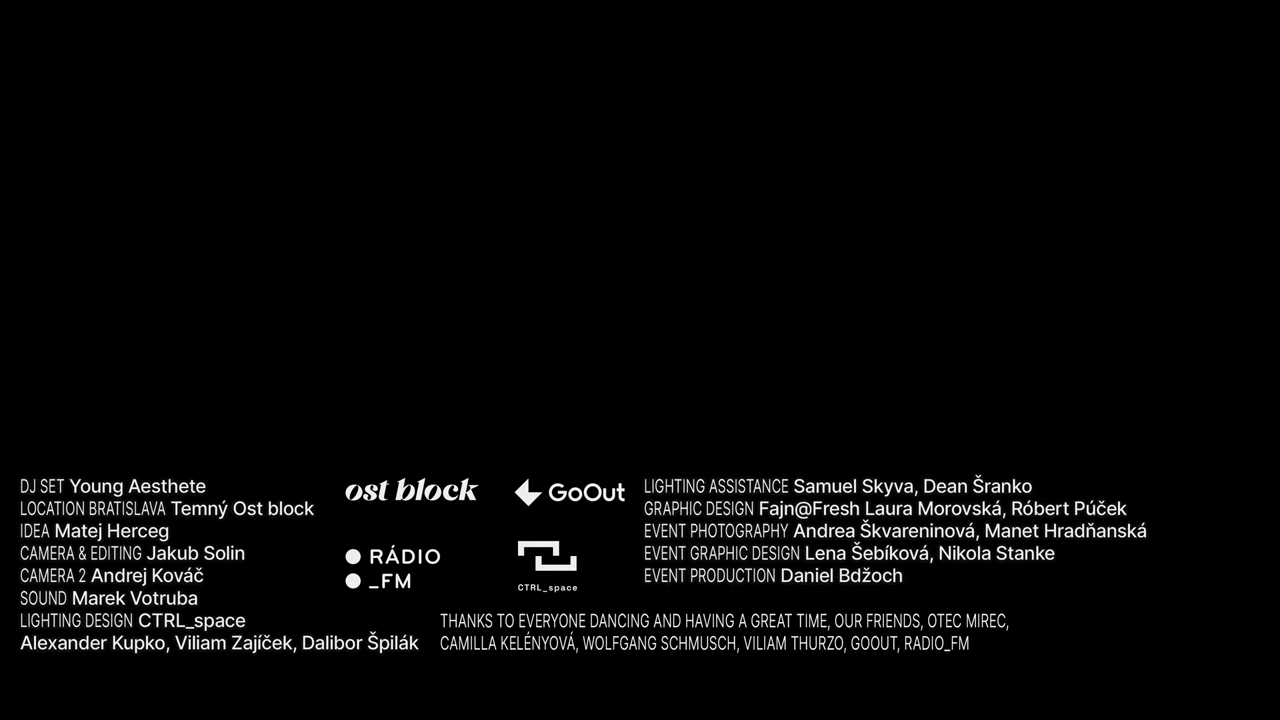 DJ SET Young Aesthete
LOCATION BRATISLAVA Temný Ost block
IDEA Matej Herceg
CAMERA & EDITING Jakub Solin
CAMERA 2 Andrej Kováč
SOUND Marek Votruba
LIGHTING DESIGN CTRL_space
Alexander Kupko, Viliam Zajíček, Dalibor Špilák
ost block
GoOut
RÁDIO
_FM
CTRL_space
LIGHTING ASSISTANCE Samuel Skyva, Dean Šranko
GRAPHIC DESIGN Fajn@Fresh Laura Morovská, Róbert Púček
EVENT PHOTOGRAPHY Andrea Škvareninová, Manet Hradňanská
EVENT GRAPHIC DESIGN Lena Šebíková, Nikola Stanke
EVENT PRODUCTION Daniel Bdžoch
THANKS TO EVERYONE DANCING AND HAVING A GREAT TIME, OUR FRIENDS, OTEC MIREC,
CAMILLA KELÉNYOVÁ, WOLFGANG SCHMUSCH, VILIAM THURZO, GOOUT, RADIO_FM